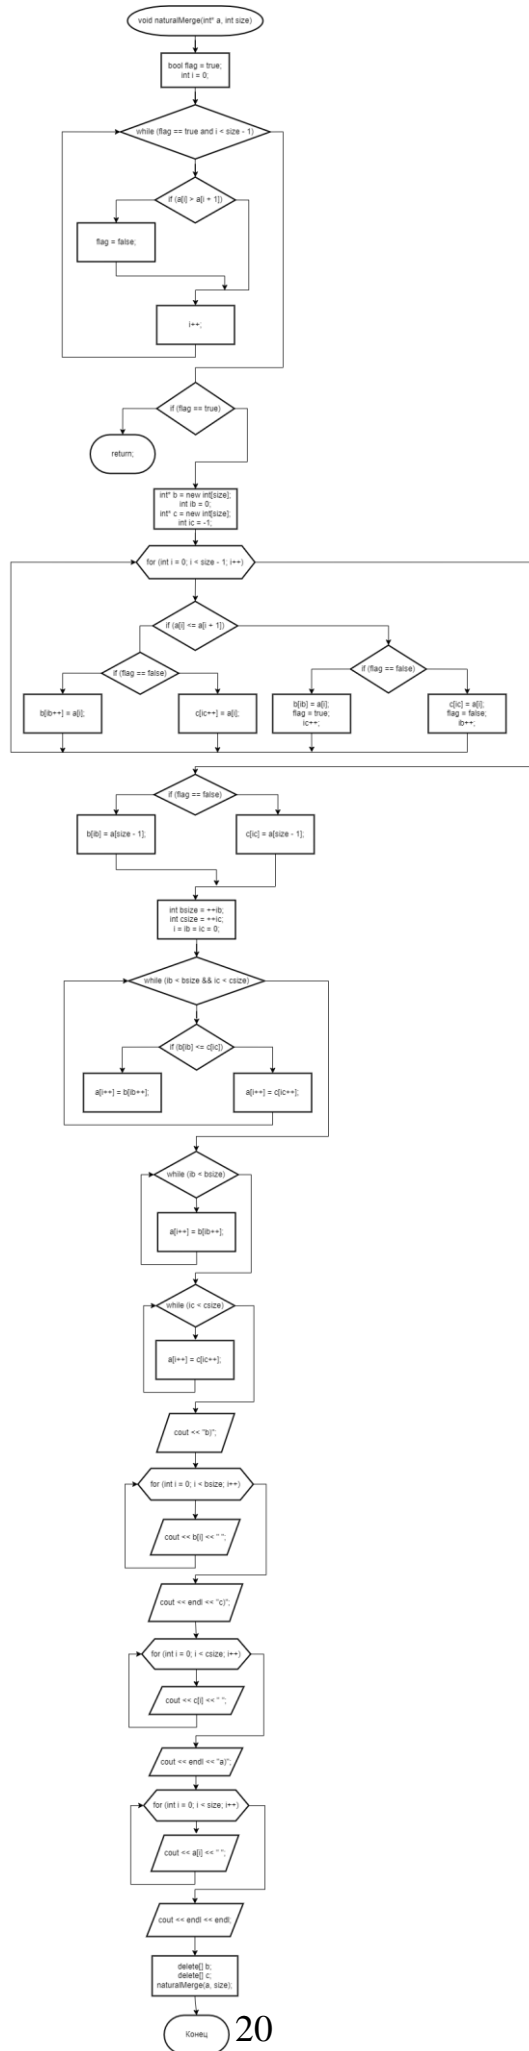 void naturalMerge(int* a, int size)
bool flag = true;
int i = 0;
while (flag == true and i < size - 1)
if (a[i] > a[i + 1])
flag = false;
i++;
if (flag == true)
return;
int* b = new int[size];
int ib = 0;
int* c = new int[size];
int ic = -1;
for (int i = 0; i < size - 1; i++)
if (a[i] <= a[i + 1])
if (flag == false)
if (flag == false)
b[ib++] = a[i];
c[ic++] = a[i];
b[ib] = a[i];
flag = true;
ic++;
c[ic] = a[i];
flag = false;
ib++;
if (flag == false)
b[ib] = a[size - 1];
c[ic] = a[size - 1];
int bsize = ++ib;
int csize = ++ic;
i = ib = ic = 0;
while (ib < bsize && ic < csize)
if (b[ib] <= c[ic])
a[i++] = b[ib++];
a[i++] = c[ic++];
while (ib < bsize)
a[i++] = b[ib++];
while (ic < csize)
a[i++] = c[ic++];
cout << "b)";
for (int i = 0; i < bsize; i++)
cout << b[i] << " ";
cout << endl << "c)";
for (int i = 0; i < csize; i++)
cout << c[i] << " ";
cout << endl << "a)";
for (int i = 0; i < size; i++)
cout << a[i] << " ";
cout << endl << endl;
delete[] b;
delete[] c;
naturalMerge(a, size);
Конец
20